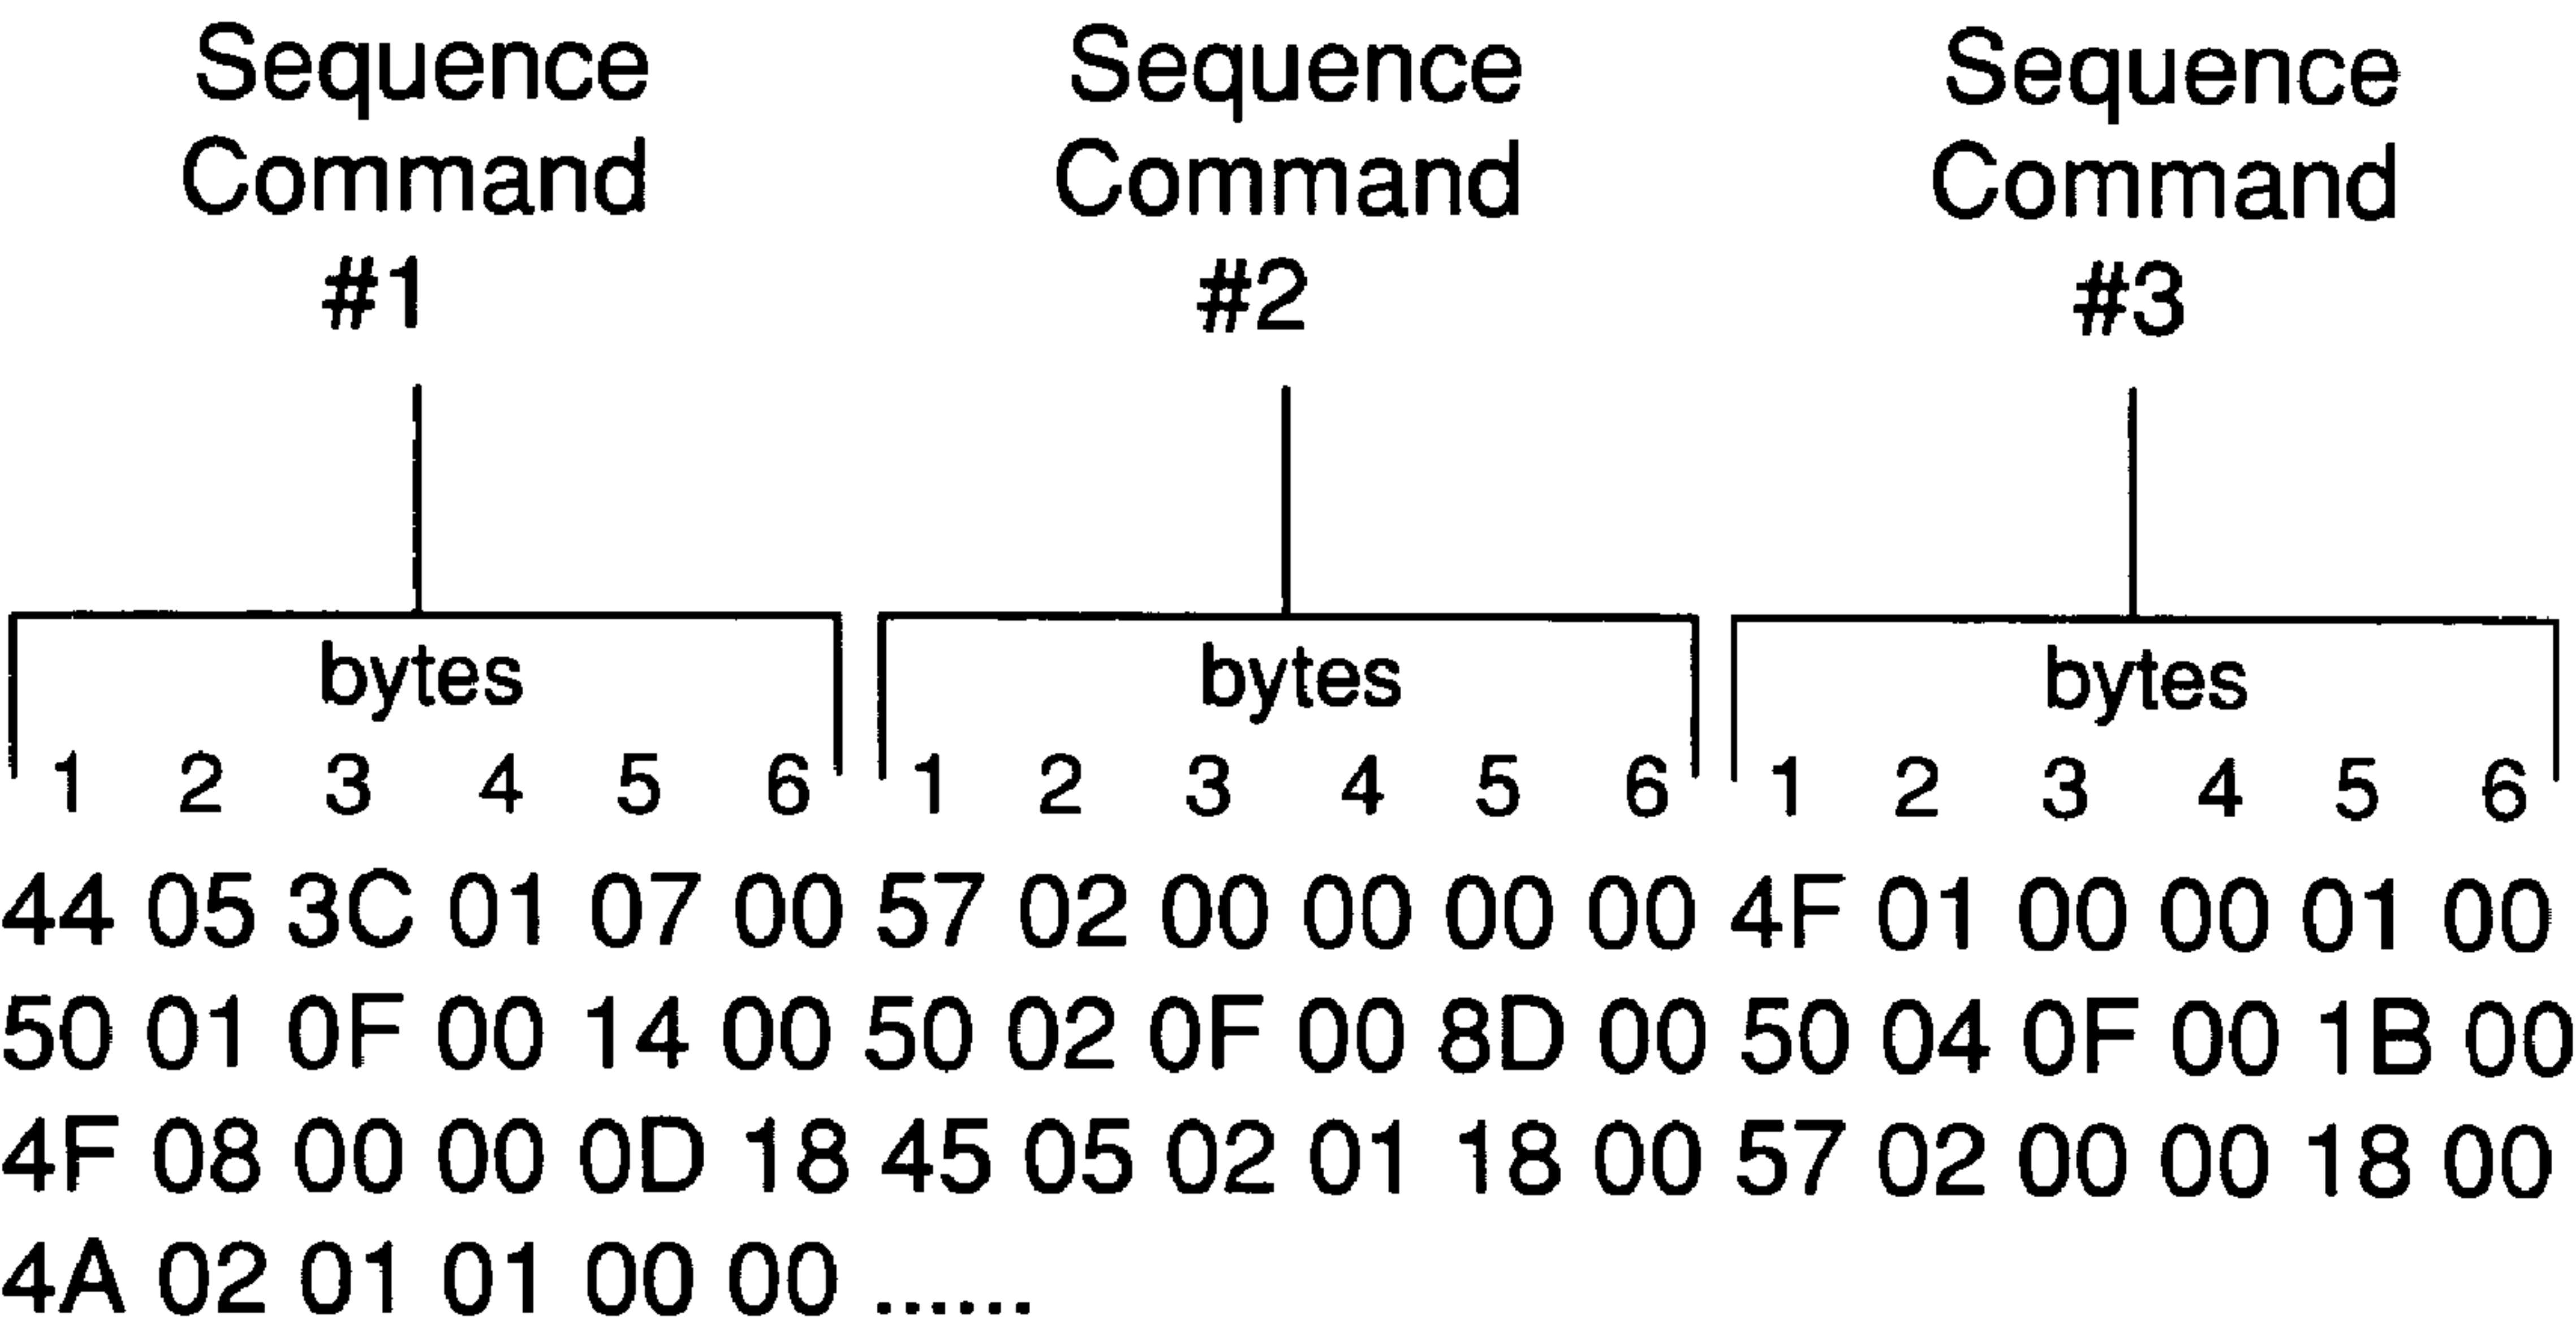 Sequence Sequence Sequence
Command Command Command
#1 #2 #3
bytes bytes bytes
1 2 3 4 5 6 1 2 3 4 5 6 1 2 3 4 5 6
44 05 3C 01 07 00 57 02 00 00 00 00 4F 01 00 00 01 00
50 01 0F 00 14 00 50 02 0F 00 8D 00 50 04 0F 00 1B 00
4F 08 00 00 0D 18 45 05 02 01 18 00 57 02 00 00 18 00
4A 02 01 01 00 00 ......